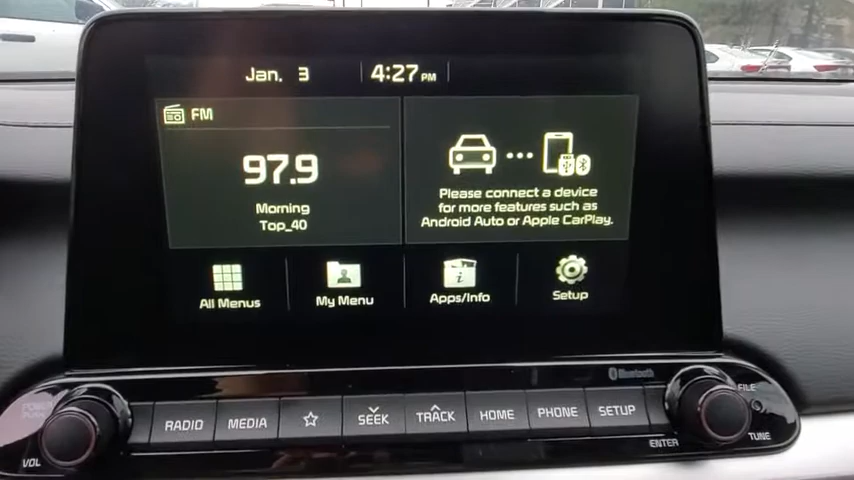 Jan. 3
4:27 PM
FM
97.9
Morning
Top_40
Please connect a device
for more features such as
Android Auto or Apple CarPlay.
All Menus
My Menu
Apps/Info
Setup
Bluetooth
POWER
PUSH
VOL
RADIO
MEDIA
SEEK
TRACK
HOME
PHONE
SETUP
FILE
ENTER
TUNE